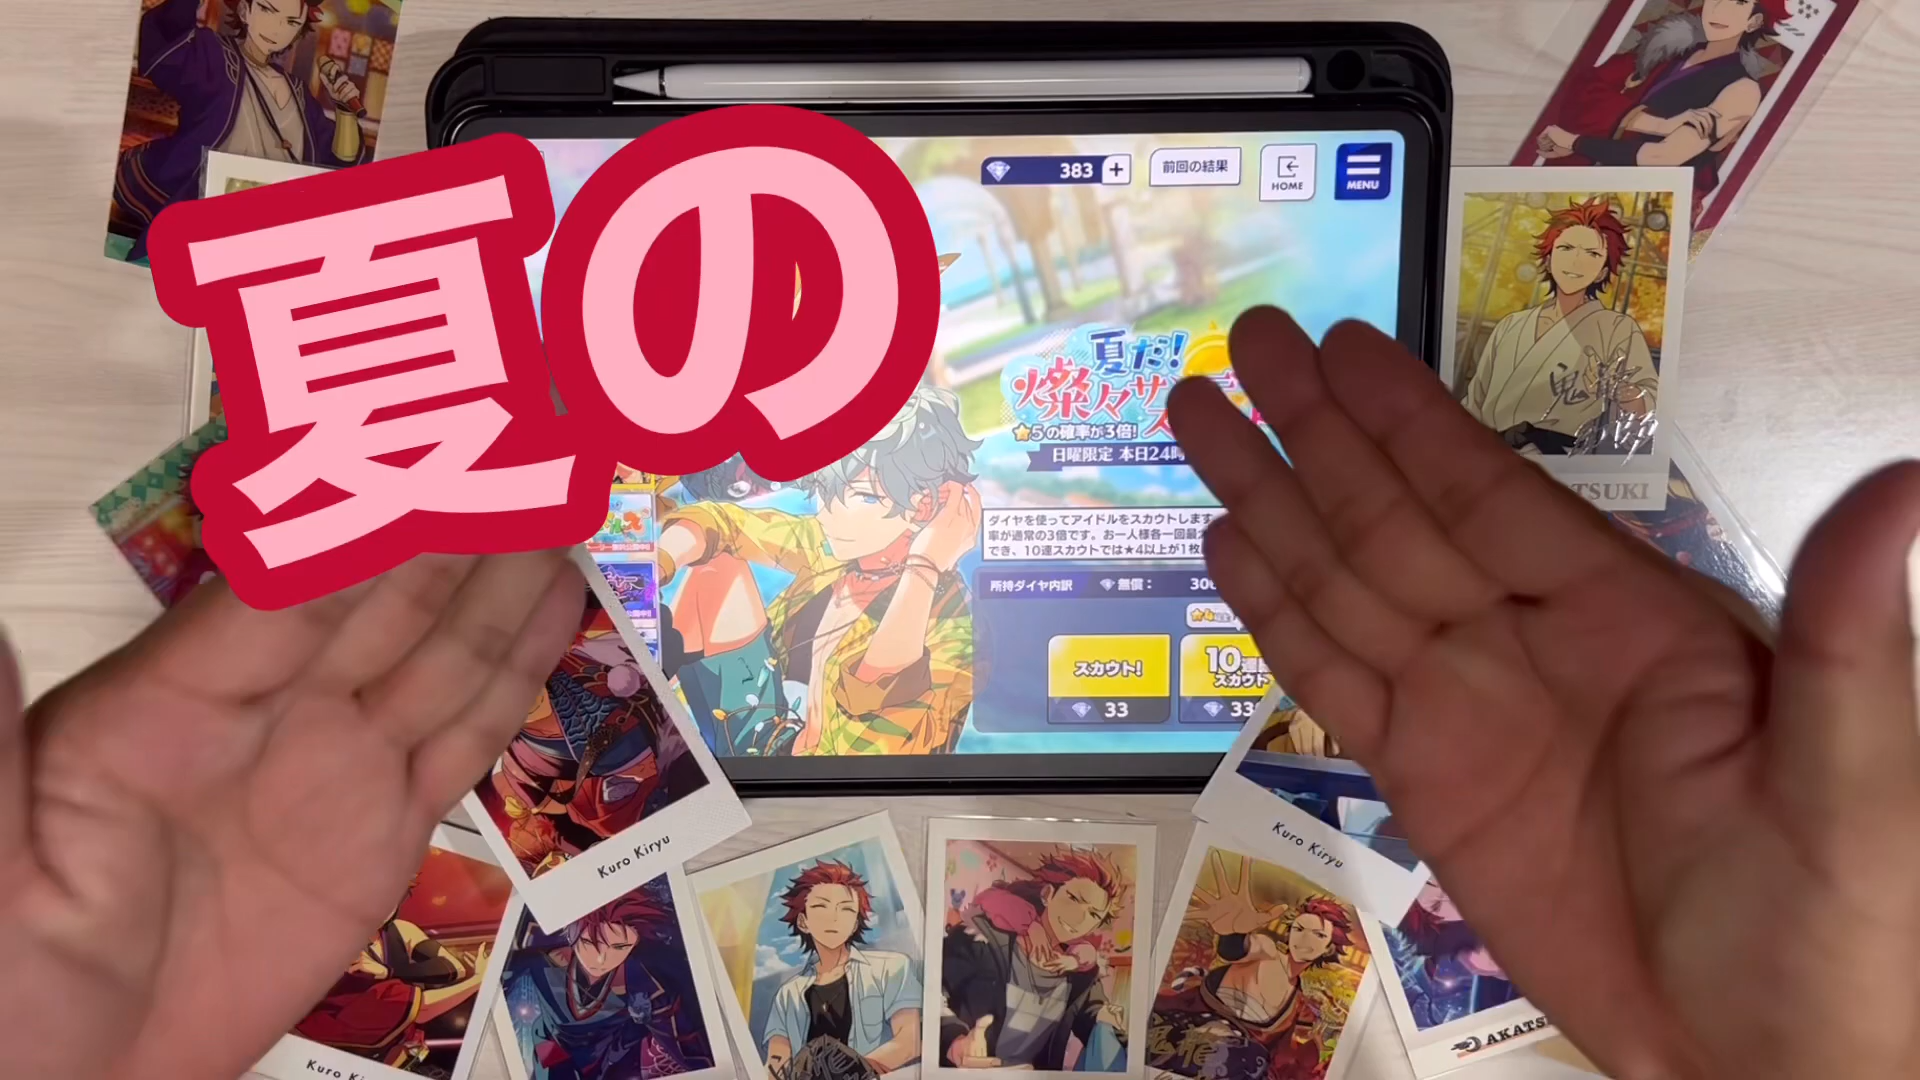 夏の
383
前回の結果
HOME
MENU
夏だ!
燦々サ
★5の確率が3倍!
日曜限定 本日24時
ダイヤを使ってアイドルをスカウトします
率が通常の3倍です。お一人様各一回最
でき、10連スカウトでは★4以上が1枚
所持ダイヤ内訳
無償:
スカウト!
33
10連
スカウト
33
TSUKI
Kuro Kiryu
Kuro Kiryu
Kuro Ki
AKATS